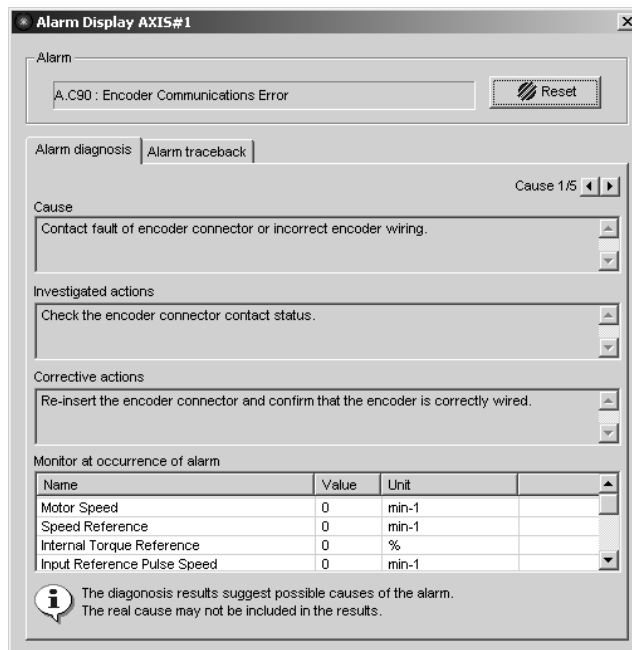 Alarm Display AXIS#1
Alarm
A.C90 : Encoder Communications Error
Reset
Alarm diagnosis
Alarm traceback
Cause 1/5
Cause
Contact fault of encoder connector or incorrect encoder wiring.
Investigated actions
Check the encoder connector contact status.
Corrective actions
Re-insert the encoder connector and confirm that the encoder is correctly wired.
Monitor at occurrence of alarm
Name Value Unit
Motor Speed 0 min-1
Speed Reference 0 min-1
Internal Torque Reference 0 %
Input Reference Pulse Speed 0 min-1
The diagonosis results suggest possible causes of the alarm.
The real cause may not be included in the results.